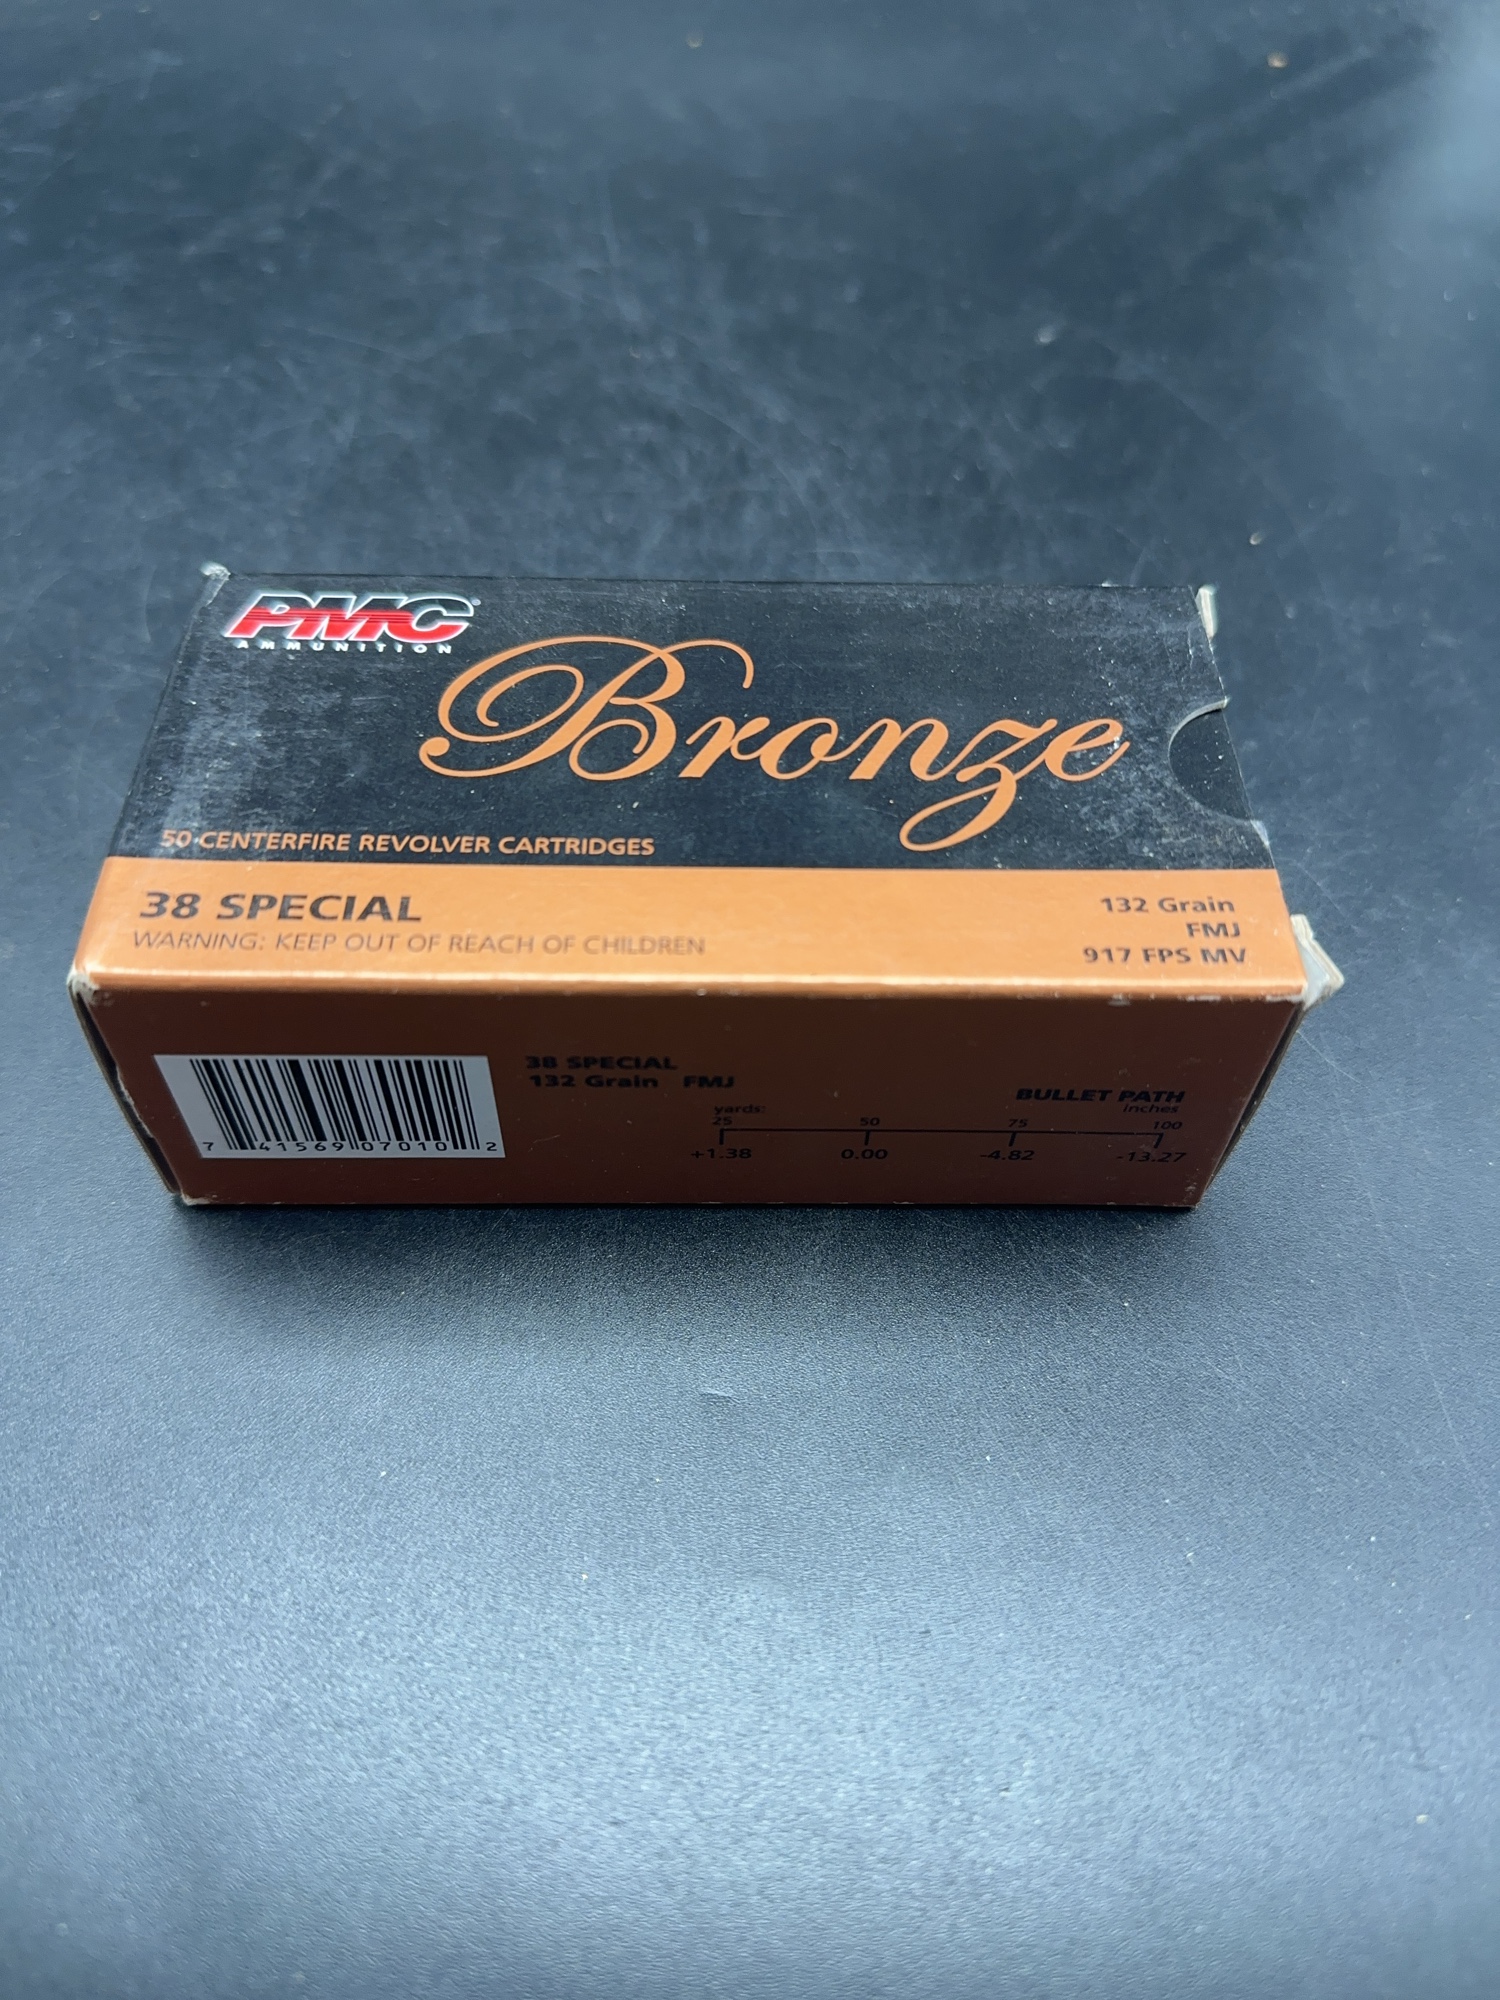 PMC®
AMMUNITION
Bronze
50 CENTERFIRE REVOLVER CARTRIDGES
38 SPECIAL
WARNING: KEEP OUT OF REACH OF CHILDREN
132 Grain
FMJ
917 FPS MV
7 41569 07010 2
38 SPECIAL
132 Grain FMJ
BULLET PATH
inches
yards:
25 50 75 100
+1.38 0.00 -4.82 -13.27